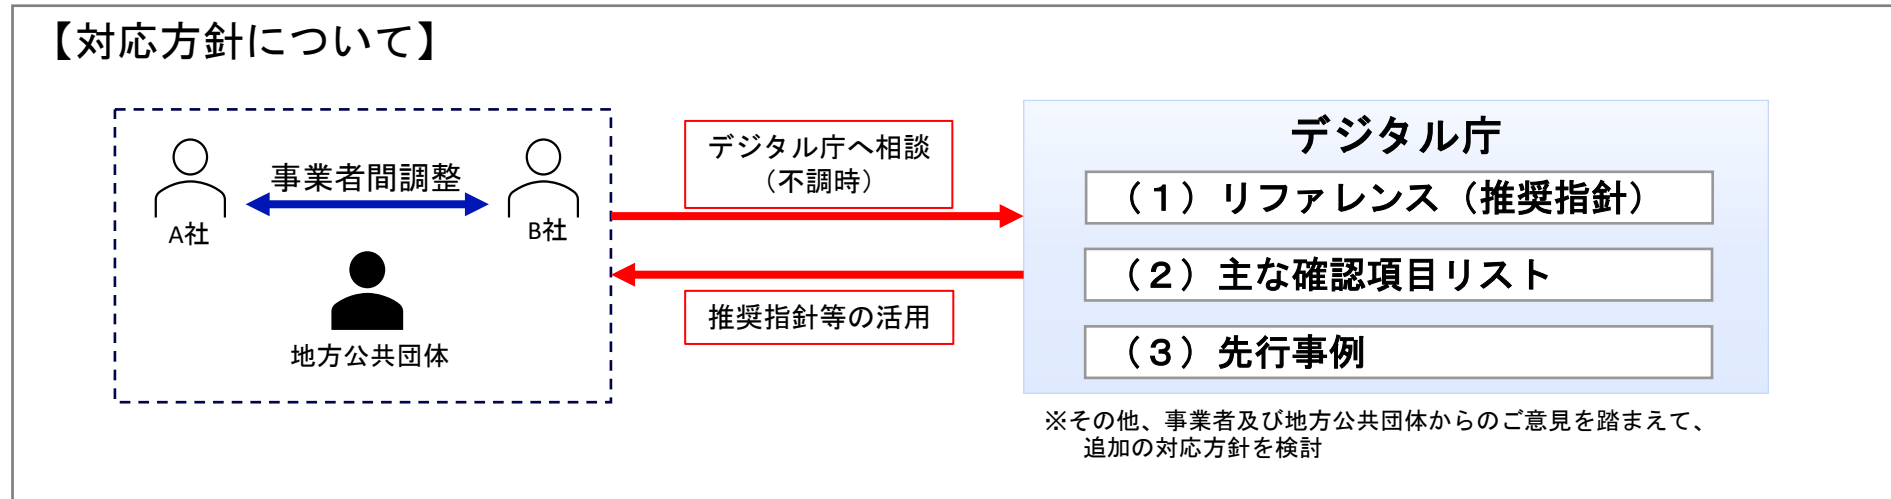 【対応方針について】
事業者間調整
A社
B社
地方公共団体
デジタル庁へ相談
（不調時）
推奨指針等の活用
デジタル庁
（１）リファレンス（推奨指針）
（２）主な確認項目リスト
（３）先行事例
※その他、事業者及び地方公共団体からのご意見を踏まえて、
追加の対応方針を検討